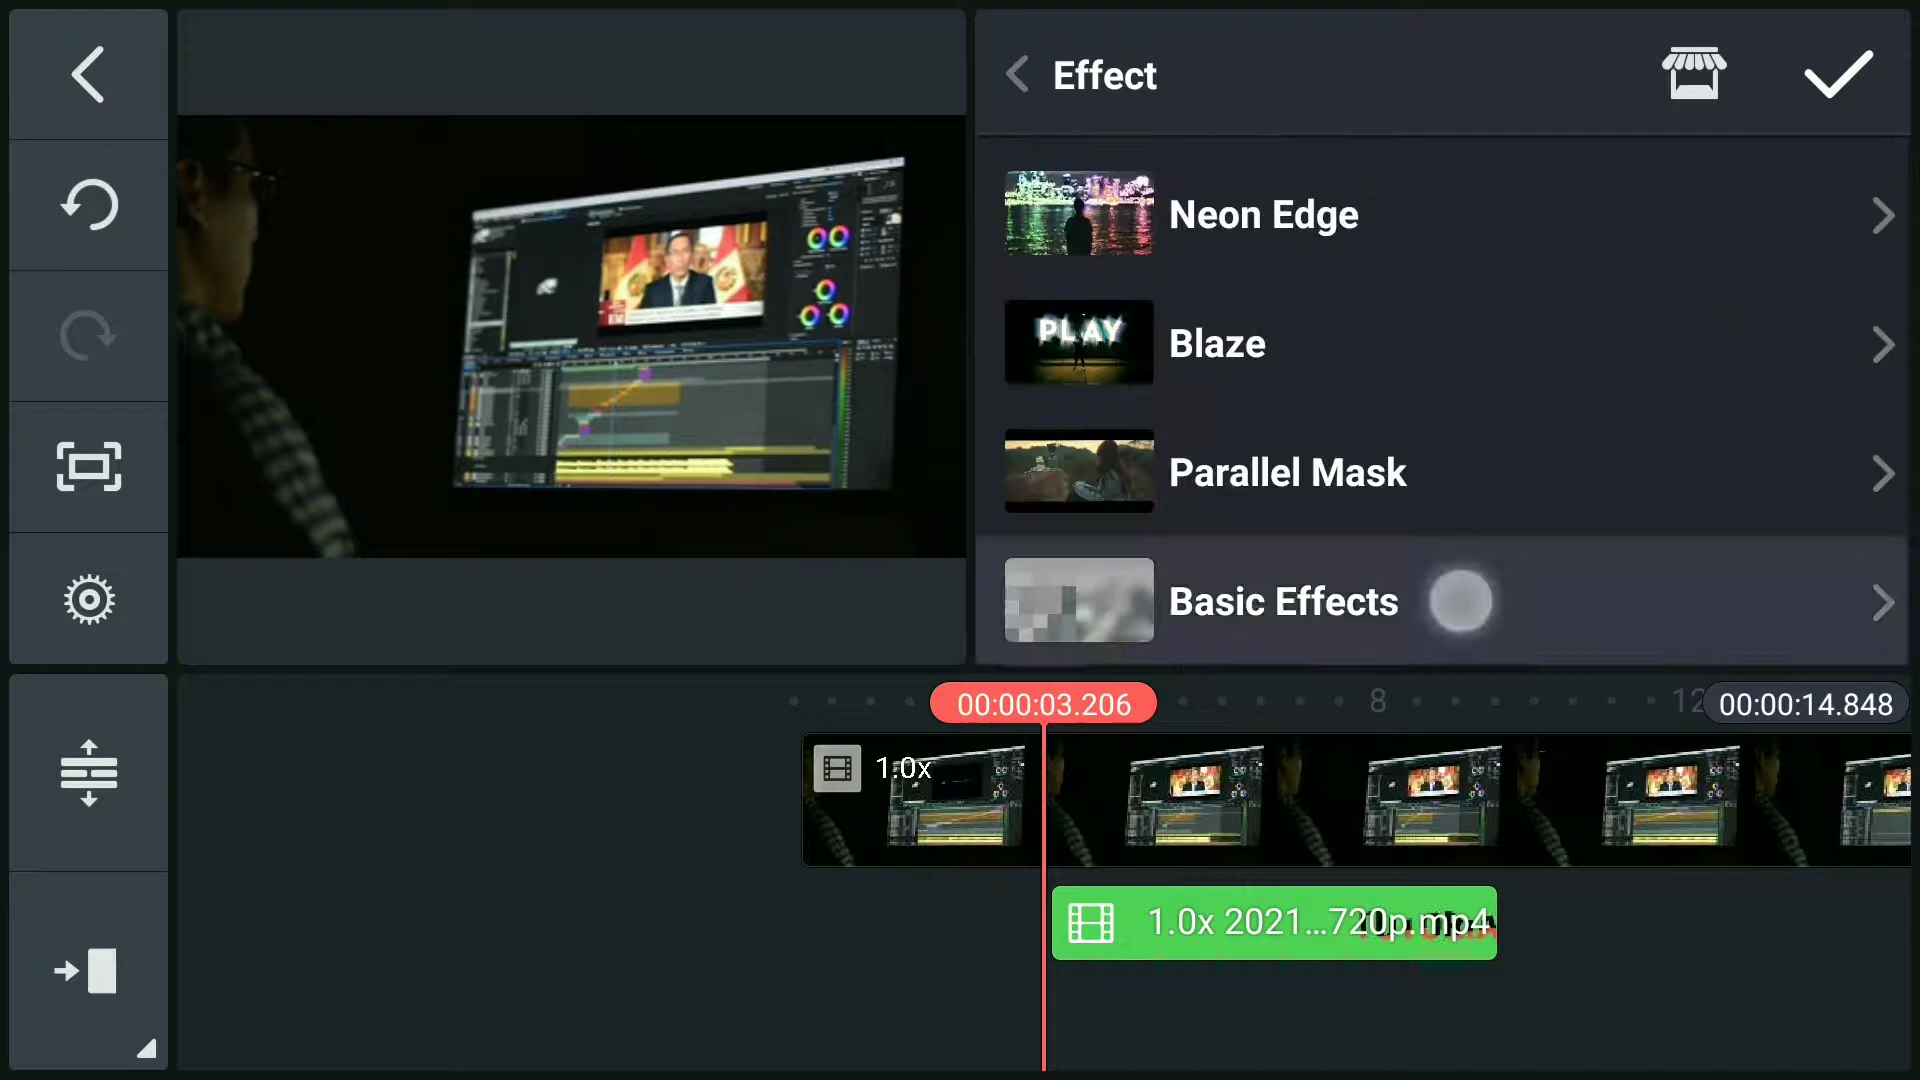 Effect
Neon Edge
PLAY
Blaze
Parallel Mask
Basic Effects
00:00:03.206
8
12
00:00:14.848
1.0x
1.0x 2021...720p.mp4